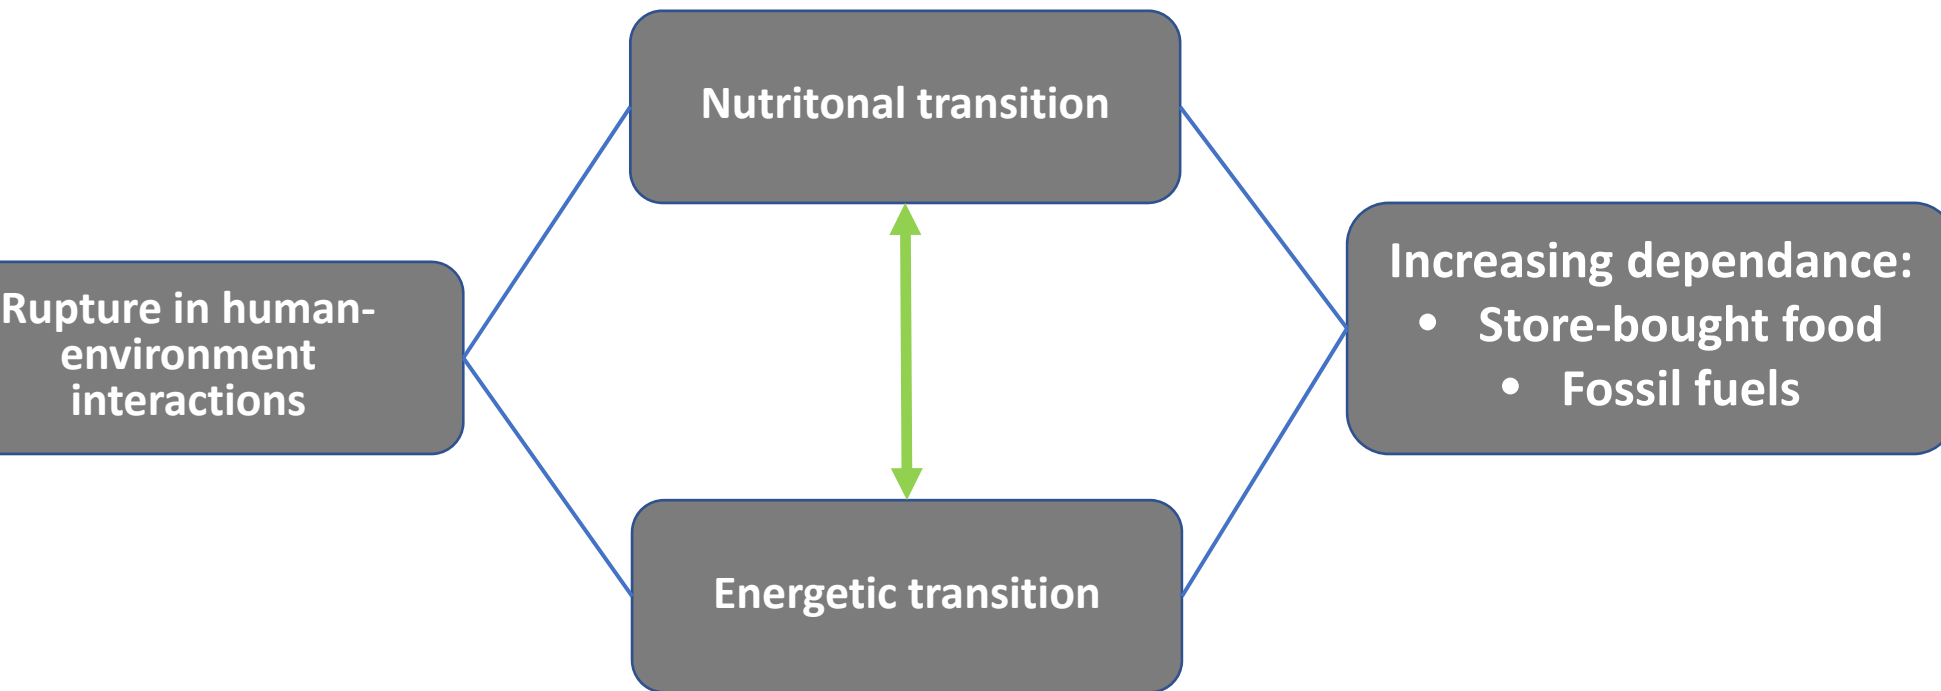 Nutritonal transition
Rupture in human-
environment
interactions
Increasing dependance:
• Store-bought food
• Fossil fuels
Energetic transition